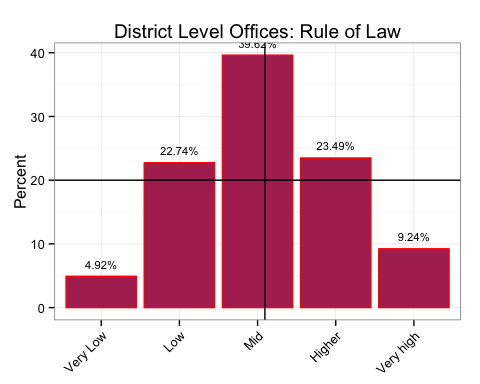 District Level Offices: Rule of Law
39.62%
23.49%
22.74%
9.24%
4.92%
40
30
20
10
0
Percent
Very Low
Low
Mid
Higher
Very high